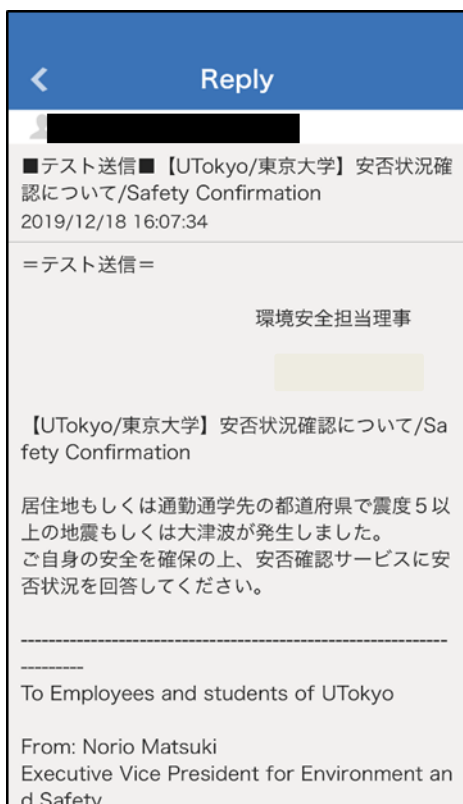 Reply
■テスト送信■【UTokyo/東京大学】安否状況確
認について/Safety Confirmation
2019/12/18 16:07:34
＝テスト送信＝
環境安全担当理事
【UTokyo/東京大学】安否状況確認について/Sa
fety Confirmation
居住地もしくは通勤通学先の都道府県で震度５以
上の地震もしくは大津波が発生しました。
ご自身の安全を確保の上、安否確認サービスに安
否状況を回答してください。
-------------------------------------------------------------
---------
To Employees and students of UTokyo
From: Norio Matsuki
Executive Vice President for Environment an
d Safety